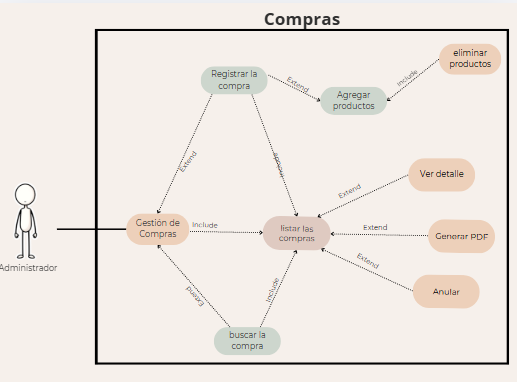 Compras
eliminar
productos
Registrar la
compra
Extend
Include
Agregar
productos
Extend
Ver detalle
Extend
Gestión de
Compras
Include
listar las
compras
Extend
Generar PDF
Administrador
Extend
Anular
Extend
Include
buscar la
compra